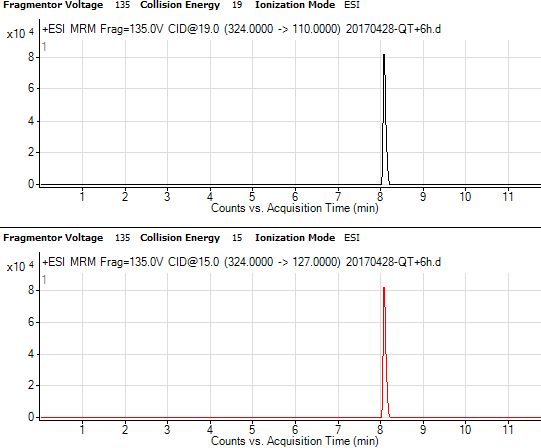 Fragmentor Voltage 135 Collision Energy 19 Ionization Mode ESI
x10 4 +ESI MRM Frag=135.0V CID@19.0 (324.0000 -> 110.0000) 20170428-QT+6h.d
1
8
6
4
2
0
1 2 3 4 5 6 7 8 9 10 11
Counts vs. Acquisition Time (min)
Fragmentor Voltage 135 Collision Energy 15 Ionization Mode ESI
x10 4 +ESI MRM Frag=135.0V CID@15.0 (324.0000 -> 127.0000) 20170428-QT+6h.d
1
8
6
4
2
0
1 2 3 4 5 6 7 8 9 10 11
Counts vs. Acquisition Time (min)